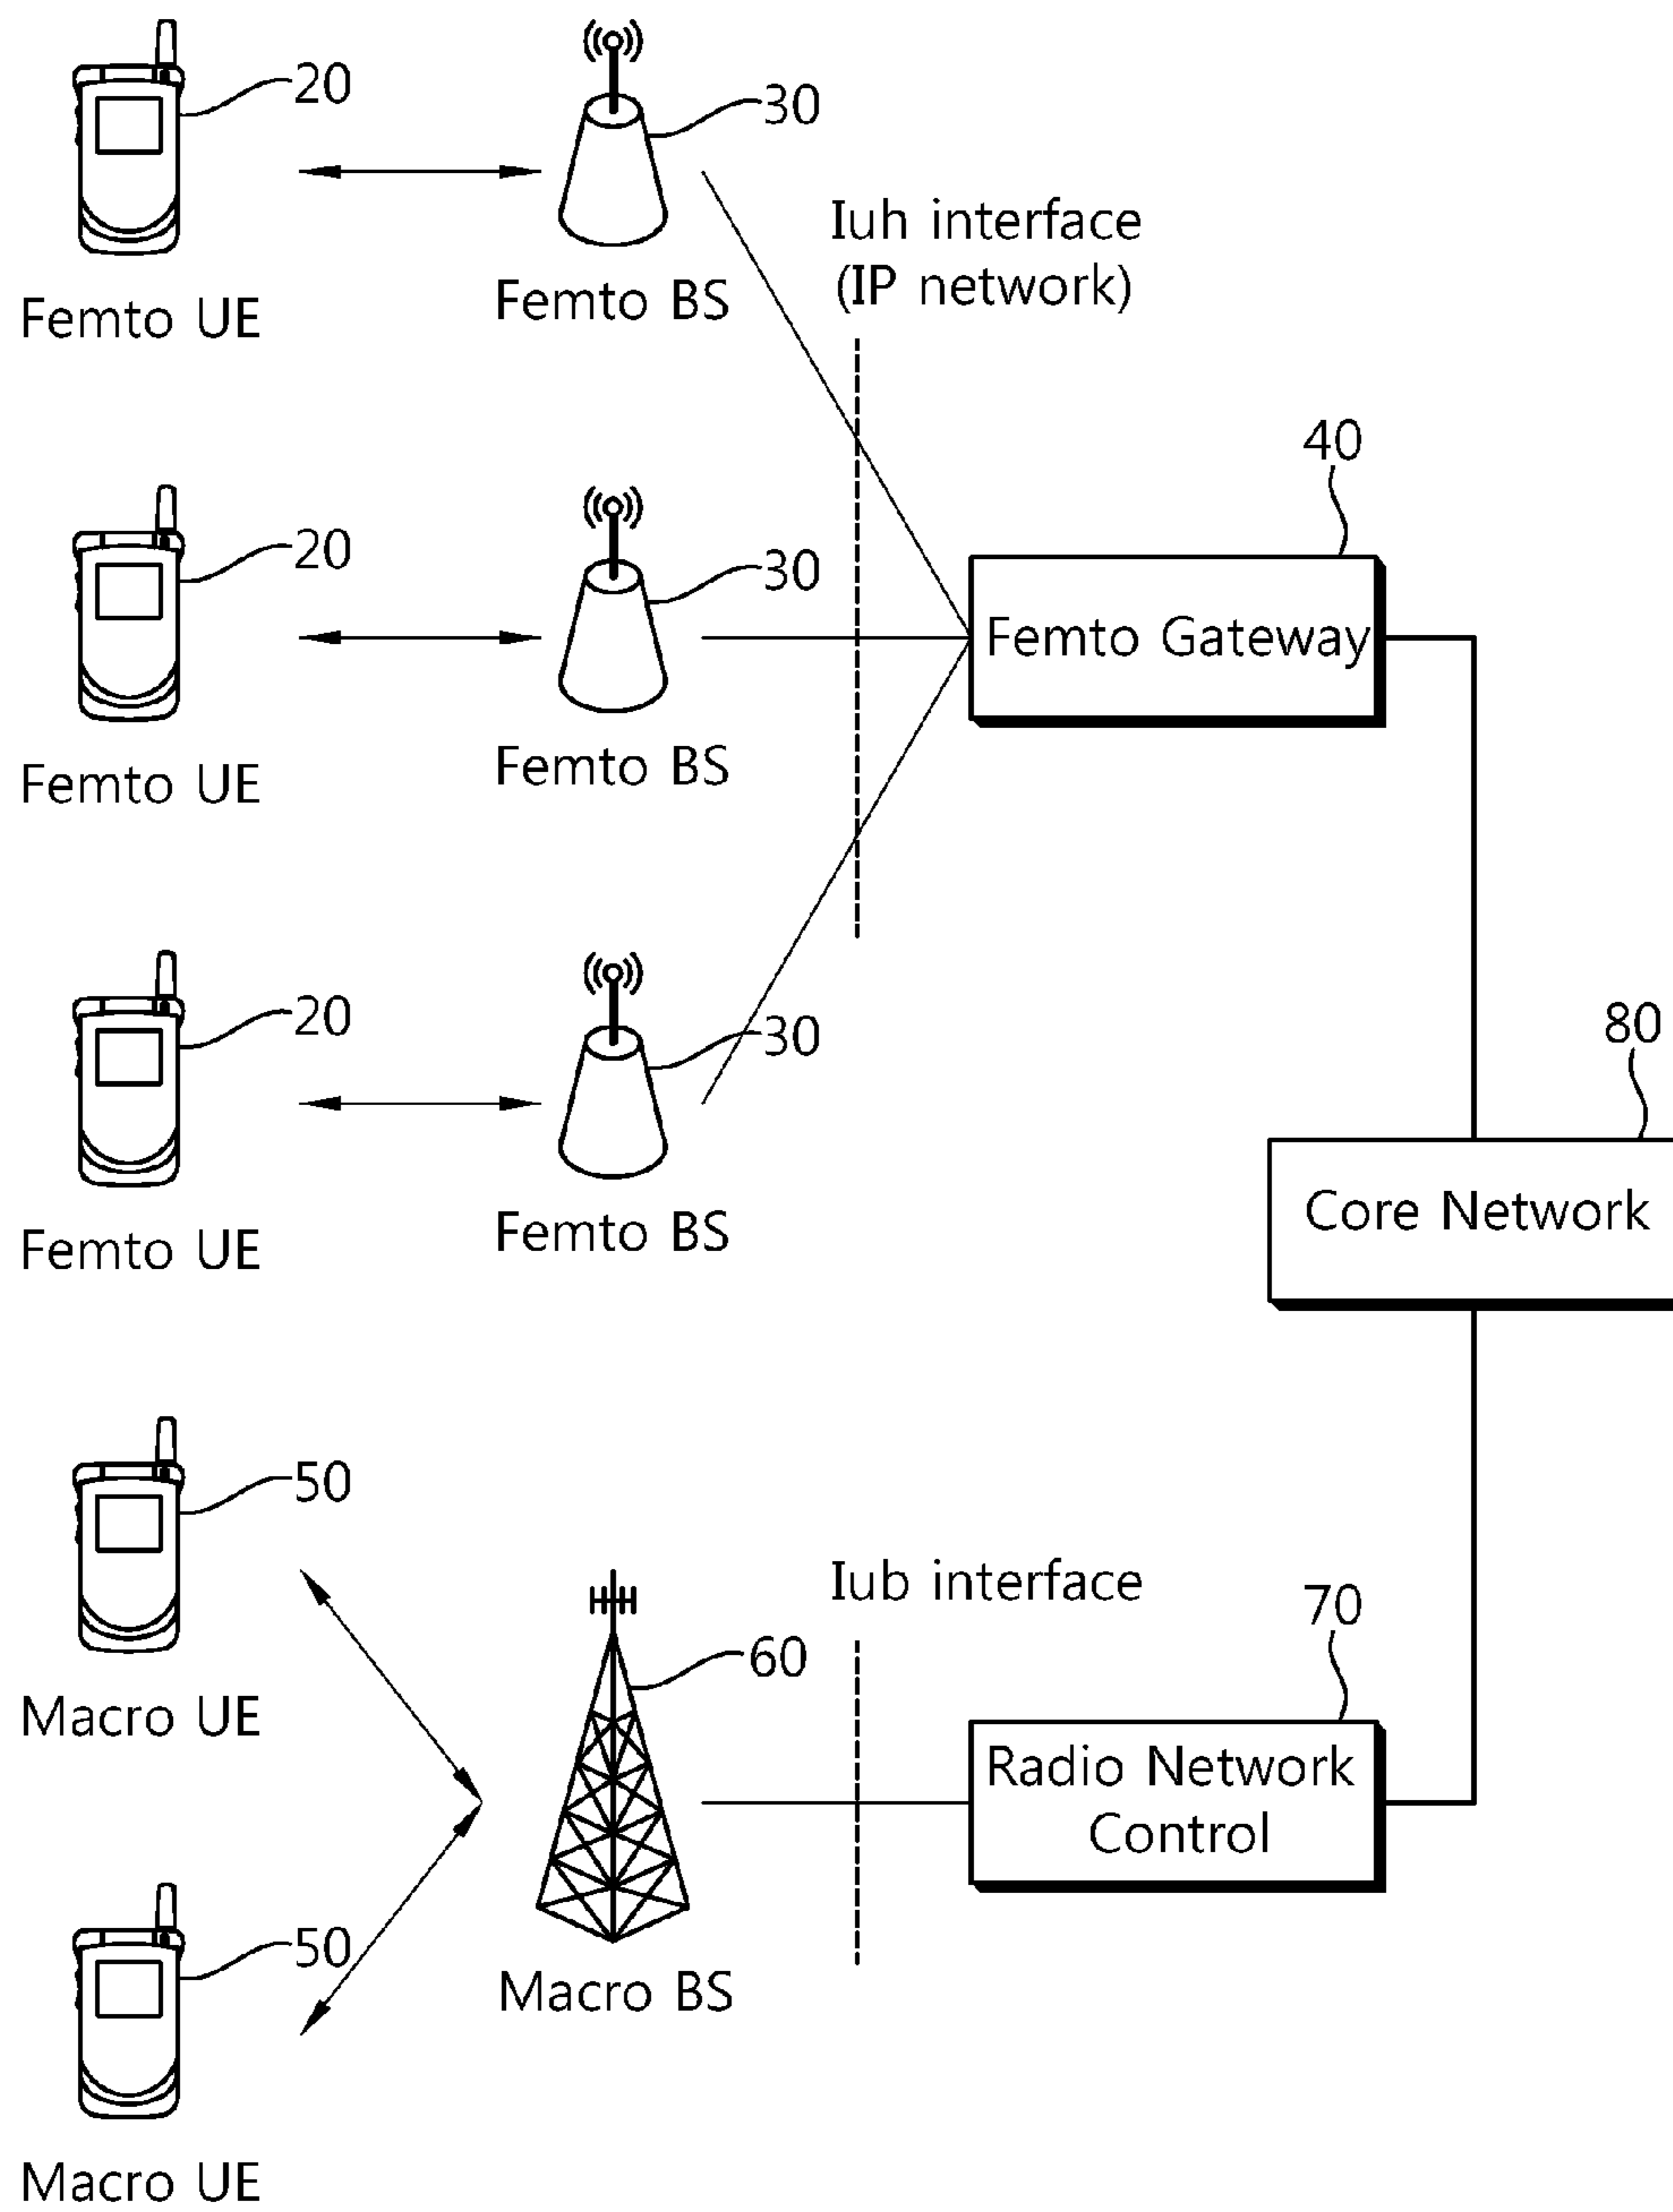 20
30
Iuh interface
(IP network)
Femto UE
Femto BS
40
20
30
Femto Gateway
Femto UE
Femto BS
20
30
80
Femto UE
Femto BS
Core Network
50
Iub interface
70
60
Macro UE
Radio Network
Control
50
Macro BS
Macro UE